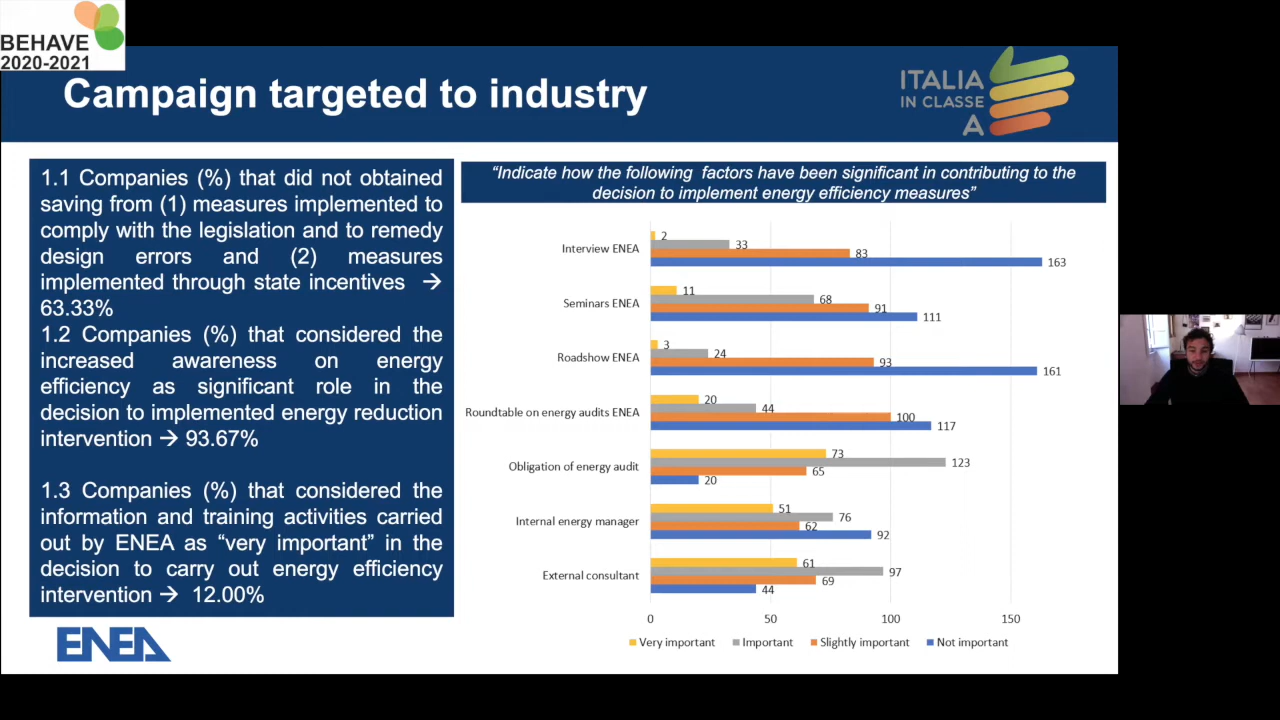 BEHAVE
2020-2021
Campaign targeted to industry
ITALIA
IN CLASSE
A
1.1 Companies (%) that did not obtained
saving from (1) measures implemented to
comply with the legislation and to remedy
design errors and (2) measures
implemented through state incentives →
63.33%
1.2 Companies (%) that considered the
increased awareness on energy
efficiency as significant role in the
decision to implemented energy reduction
intervention → 93.67%
1.3 Companies (%) that considered the
information and training activities carried
out by ENEA as “very important” in the
decision to carry out energy efficiency
intervention → 12.00%
ENEA
“Indicate how the following factors have been significant in contributing to the
decision to implement energy efficiency measures”
Interview ENEA
2
33
83
163
Seminars ENEA
11
68
91
111
Roadshow ENEA
3
24
93
161
Roundtable on energy audits ENEA
20
44
100
117
Obligation of energy audit
73
123
65
20
Internal energy manager
51
76
62
92
External consultant
61
97
69
44
0 50 100 150
Very important Important Slightly important Not important